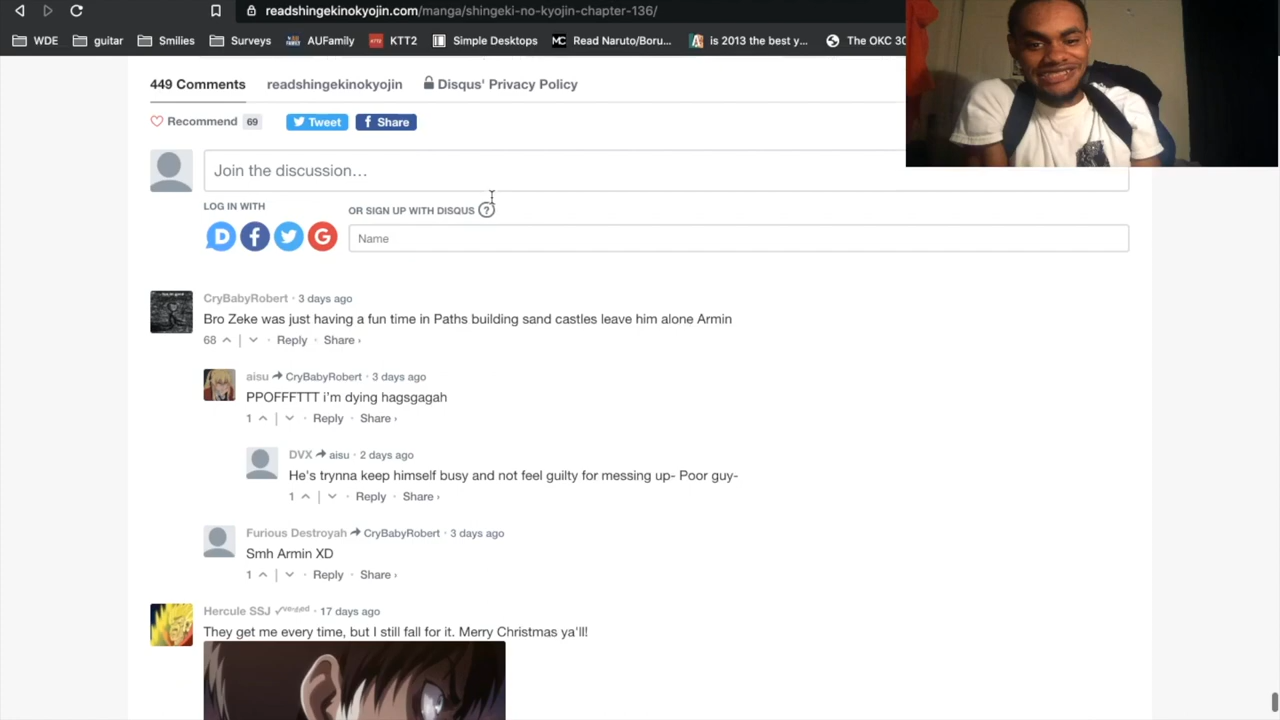 readshingekinokyojin.com/manga/shingeki-no-kyojin-chapter-136/
WDE guitar Smilies Surveys AUFamily KTT2 Simple Desktops Read Naruto/Boru... is 2013 the best y... The OKC 30
449 Comments readshingekinokyojin Disqus' Privacy Policy
Recommend 69 Tweet Share
Join the discussion…
LOG IN WITH OR SIGN UP WITH DISQUS ?
Name
CryBabyRobert · 3 days ago
Bro Zeke was just having a fun time in Paths building sand castles leave him alone Armin
68 Reply · Share ›
aisu CryBabyRobert · 3 days ago
PPOFFFTTT i'm dying hagsgagah
1 Reply · Share ›
DVX aisu · 2 days ago
He's trynna keep himself busy and not feel guilty for messing up- Poor guy-
1 Reply · Share ›
Furious Destroyah CryBabyRobert · 3 days ago
Smh Armin XD
1 Reply · Share ›
Hercule SSJ · 17 days ago
They get me every time, but I still fall for it. Merry Christmas ya'll!